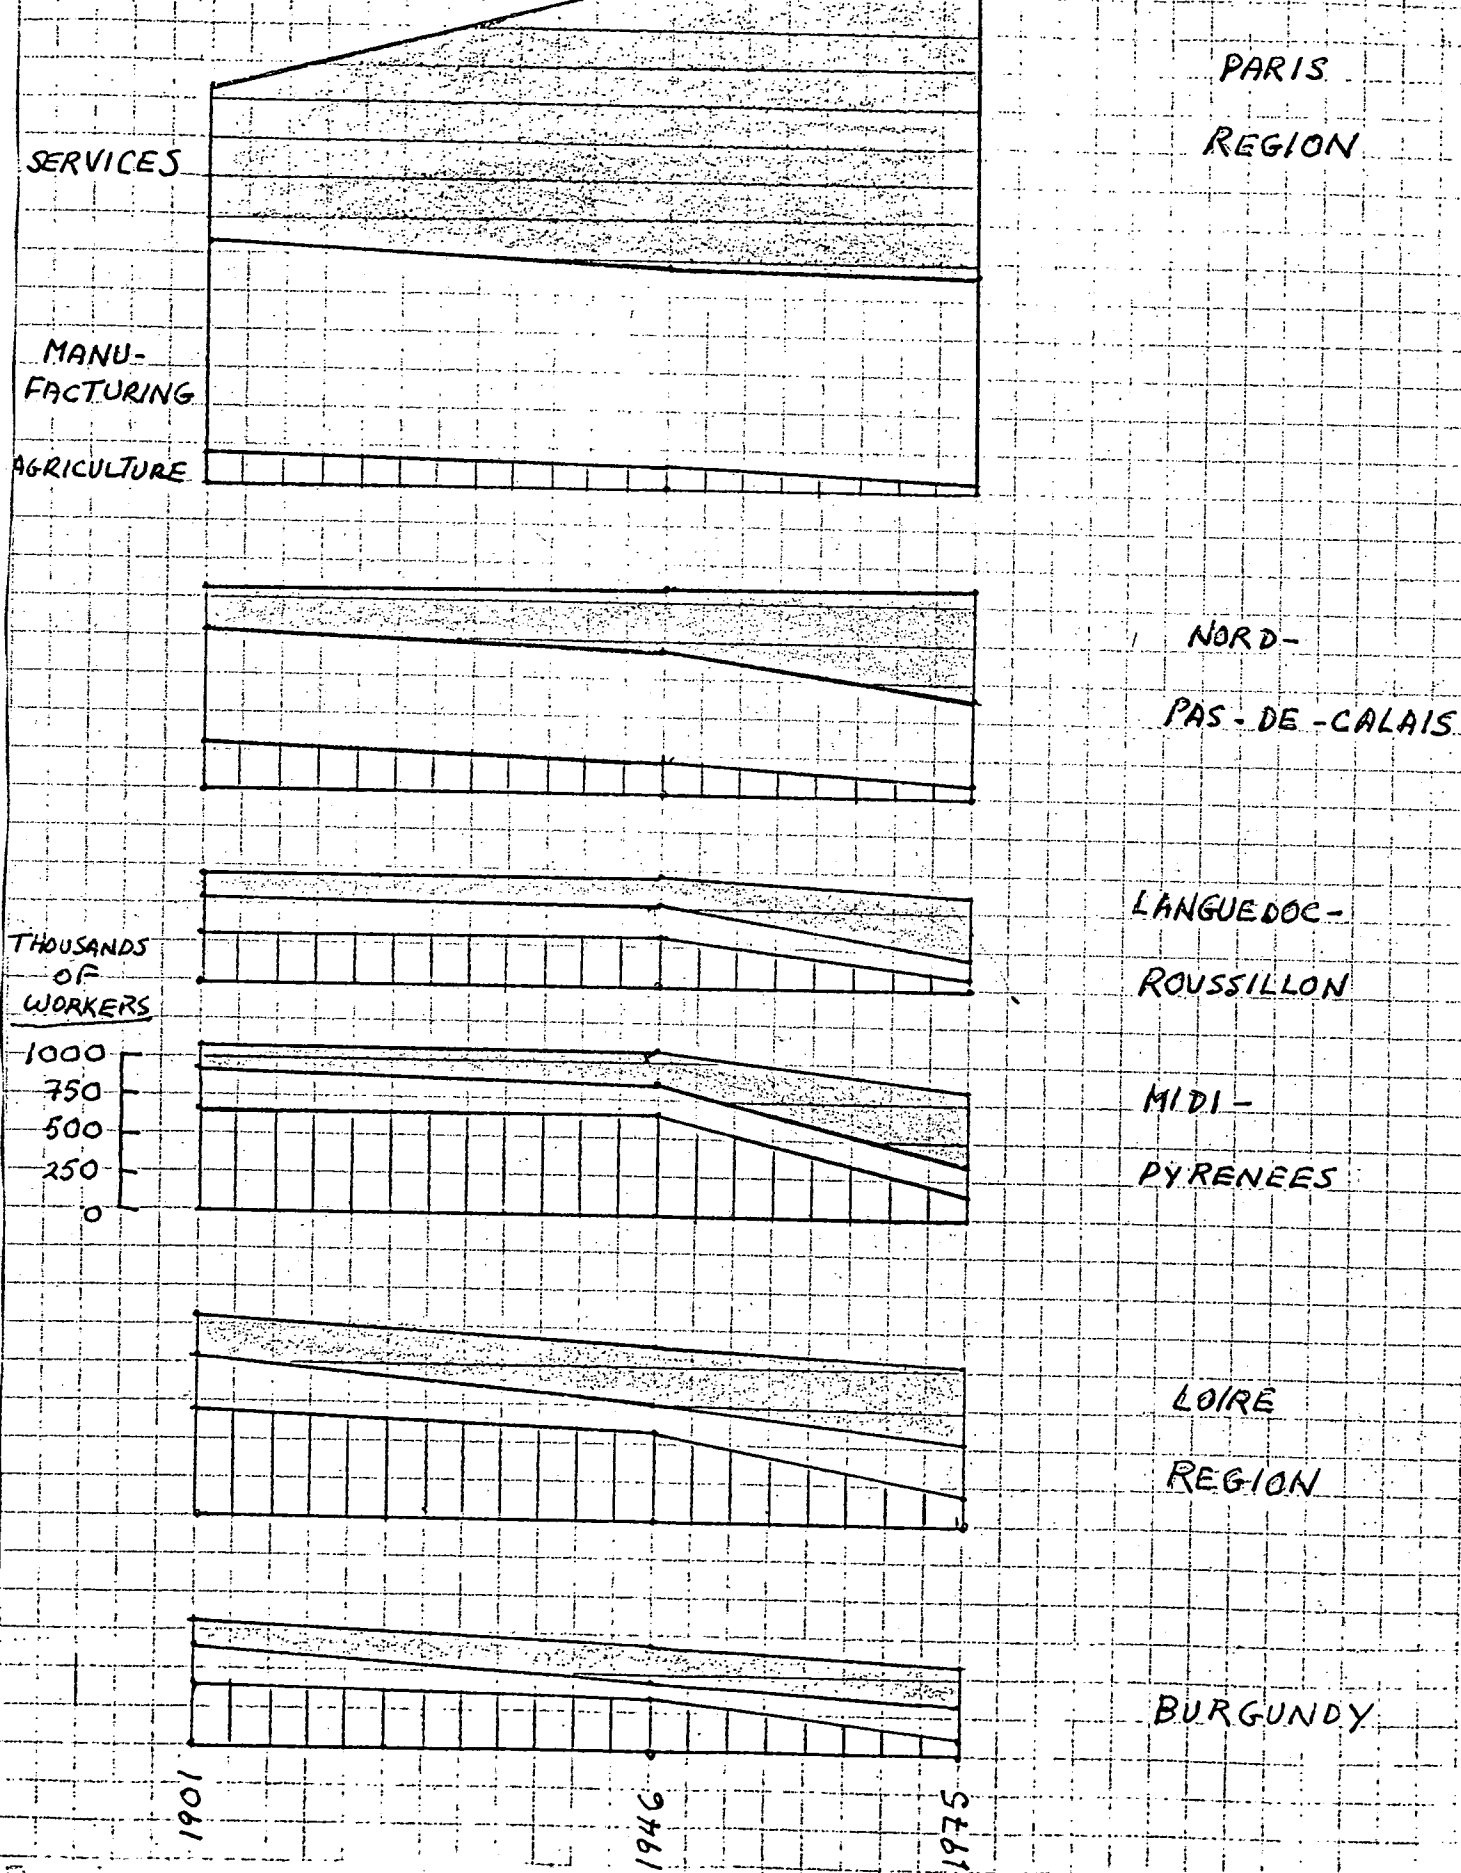 PARIS
REGION
SERVICES
MANU-
FACTURING
AGRICULTURE
NORD-
PAS-DE-CALAIS
LANGUEDOC-
ROUSSILLON
THOUSANDS
OF
WORKERS
1000
750
500
250
0
MIDI-
PYRENEES
LOIRE
REGION
BURGUNDY
1901
1946
1975